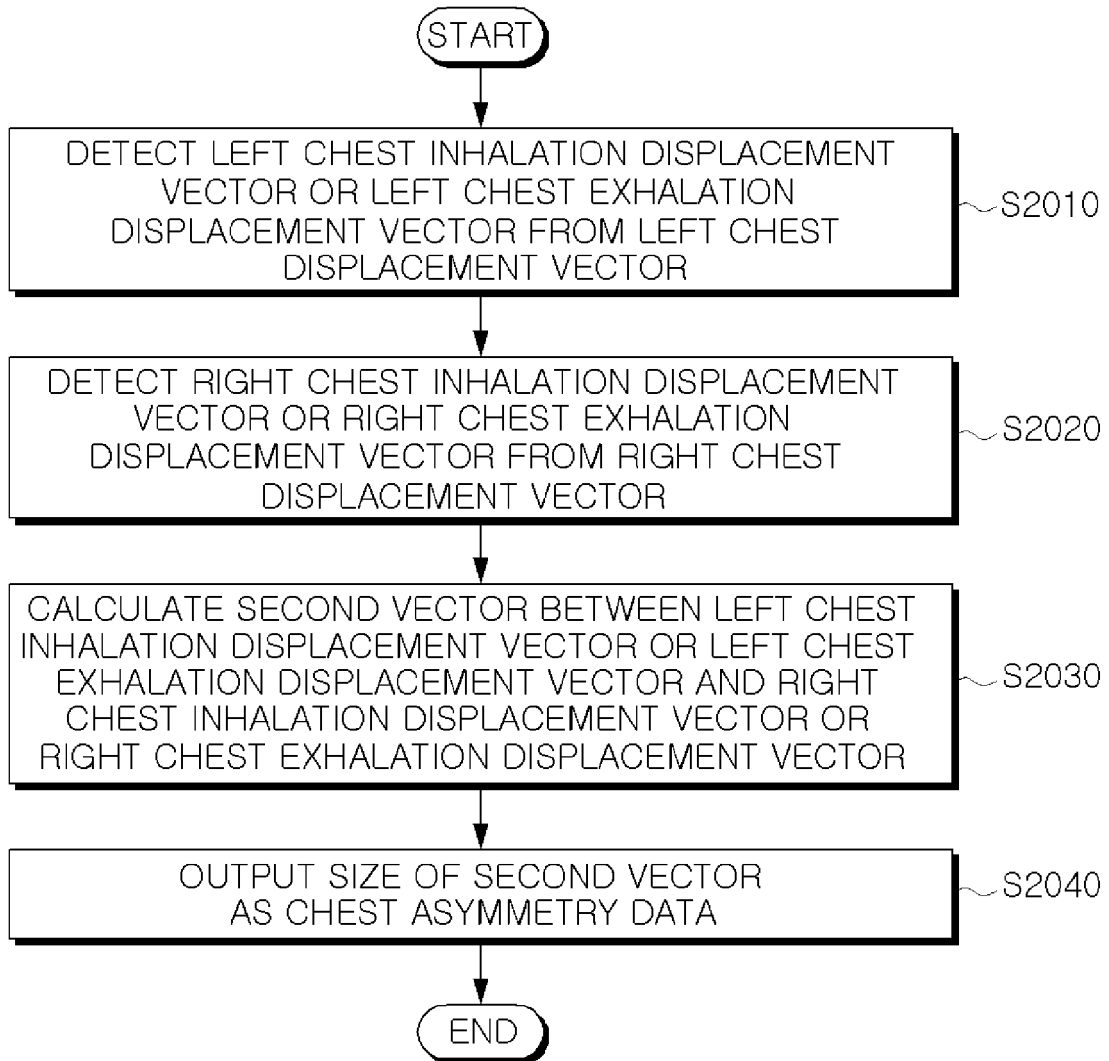 START
DETECT LEFT CHEST INHALATION DISPLACEMENT
VECTOR OR LEFT CHEST EXHALATION
DISPLACEMENT VECTOR FROM LEFT CHEST
DISPLACEMENT VECTOR
S2010
DETECT RIGHT CHEST INHALATION DISPLACEMENT
VECTOR OR RIGHT CHEST EXHALATION
DISPLACEMENT VECTOR FROM RIGHT CHEST
DISPLACEMENT VECTOR
S2020
CALCULATE SECOND VECTOR BETWEEN LEFT CHEST
INHALATION DISPLACEMENT VECTOR OR LEFT CHEST
EXHALATION DISPLACEMENT VECTOR AND RIGHT
CHEST INHALATION DISPLACEMENT VECTOR OR
RIGHT CHEST EXHALATION DISPLACEMENT VECTOR
S2030
OUTPUT SIZE OF SECOND VECTOR
AS CHEST ASYMMETRY DATA
S2040
END